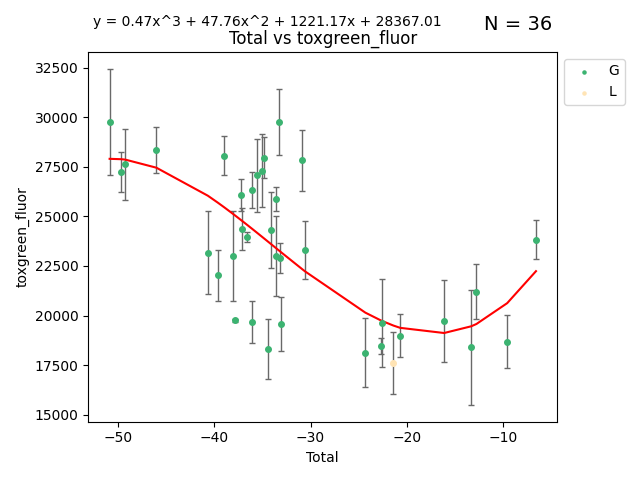 y = 0.47x^3 + 47.76x^2 + 1221.17x + 28367.01
N = 36
Total vs toxgreen_fluor
G
L
toxgreen_fluor
32500
30000
27500
25000
22500
20000
17500
15000
−50
−40
−30
−20
−10
Total